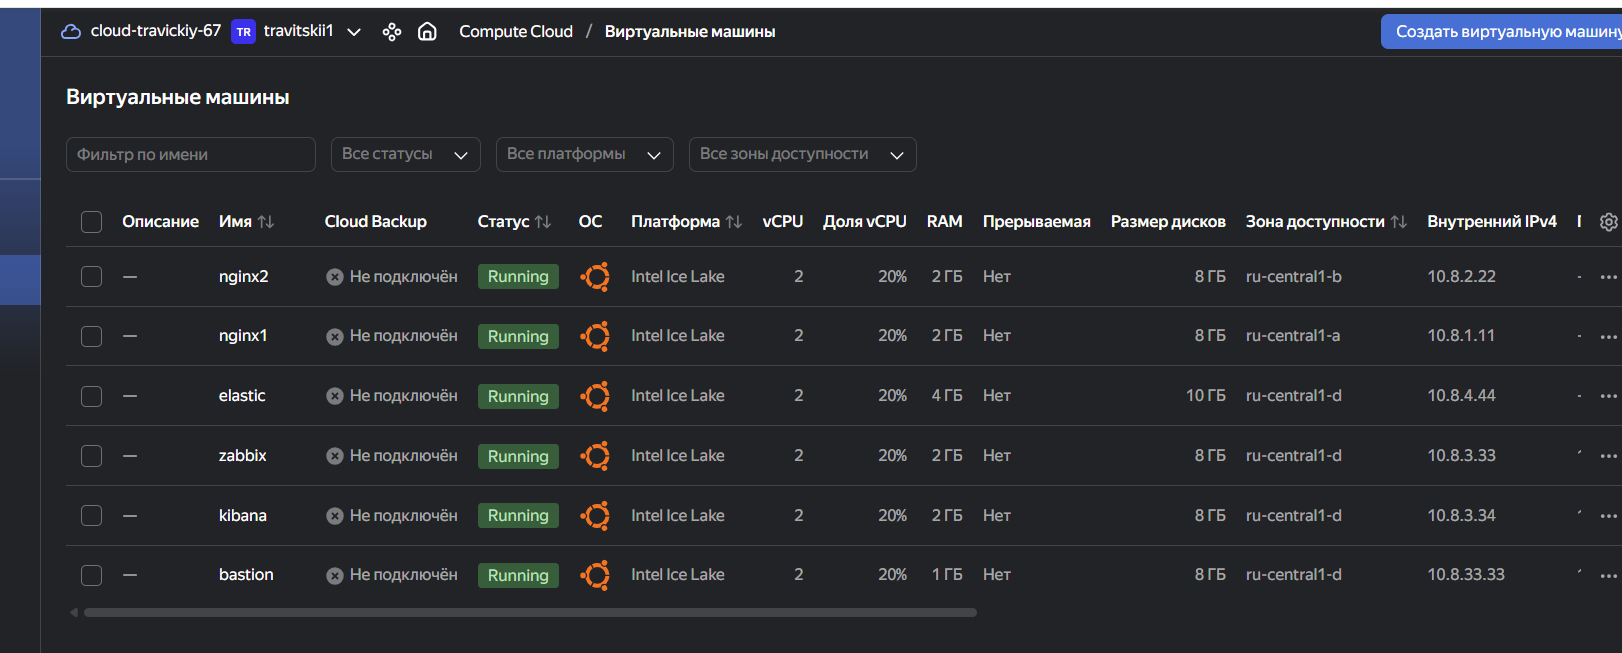 cloud-travickiy-67 TR travitskii1 Compute Cloud / Виртуальные машины Создать виртуальную машину
Виртуальные машины
Фильтр по имени Все статусы Все платформы Все зоны доступности
Описание Имя Cloud Backup Статус ОС Платформа vCPU Доля vCPU RAM Прерываемая Размер дисков Зона доступности Внутренний IPv4
— nginx2 Не подключён Running Intel Ice Lake 2 20% 2 ГБ Нет 8 ГБ ru-central1-b 10.8.2.22 -
— nginx1 Не подключён Running Intel Ice Lake 2 20% 2 ГБ Нет 8 ГБ ru-central1-a 10.8.1.11 -
— elastic Не подключён Running Intel Ice Lake 2 20% 4 ГБ Нет 10 ГБ ru-central1-d 10.8.4.44 -
— zabbix Не подключён Running Intel Ice Lake 2 20% 2 ГБ Нет 8 ГБ ru-central1-d 10.8.3.33
— kibana Не подключён Running Intel Ice Lake 2 20% 2 ГБ Нет 8 ГБ ru-central1-d 10.8.3.34
— bastion Не подключён Running Intel Ice Lake 2 20% 1 ГБ Нет 8 ГБ ru-central1-d 10.8.33.33